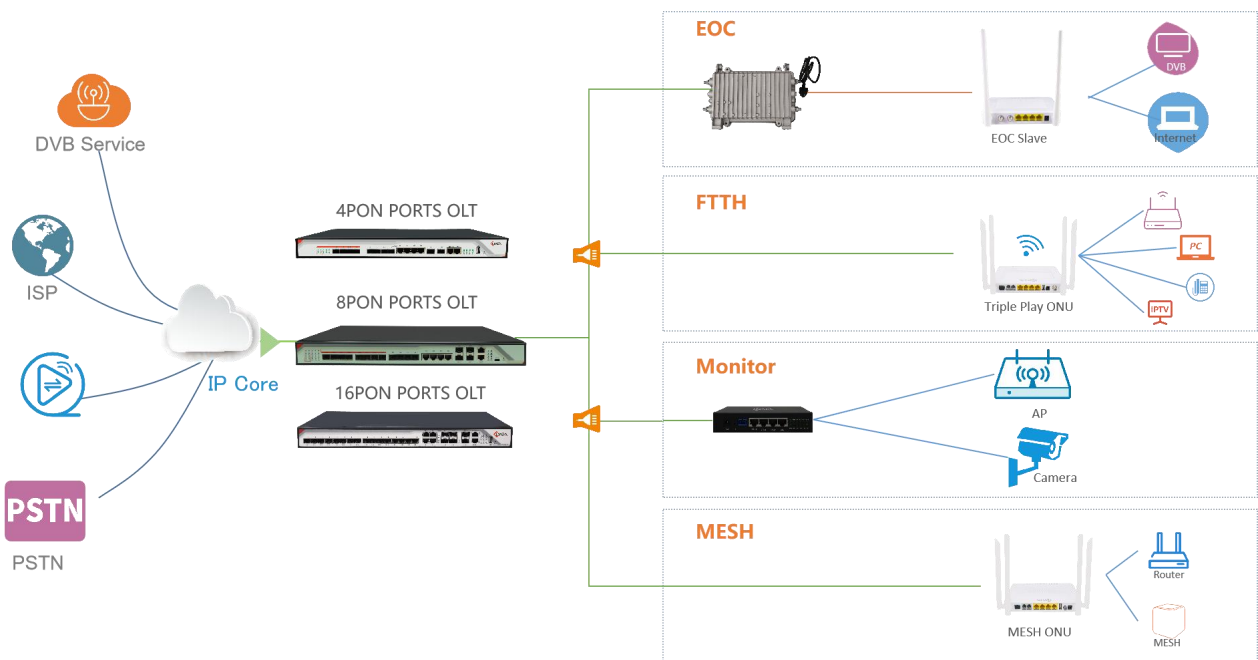 DVB Service
ISP
IP Core
PSTN
PSTN
4PON PORTS OLT
8PON PORTS OLT
16PON PORTS OLT
EOC
EOC Slave
DVB
Internet
FTTH
Triple Play ONU
PC
IPTV
Monitor
AP
Camera
MESH
MESH ONU
Router
MESH